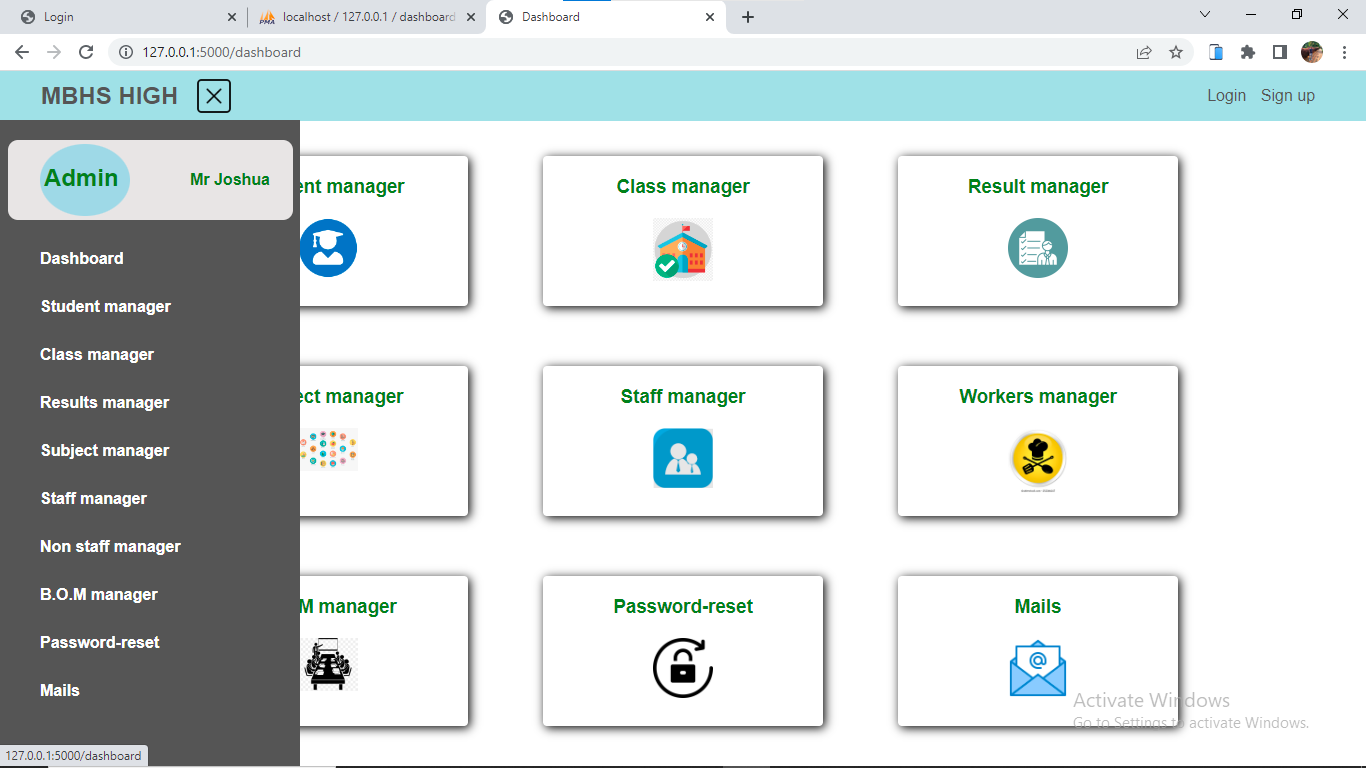 Login
localhost / 127.0.0.1 / dashboard
Dashboard
127.0.0.1:5000/dashboard
MBHS HIGH
Login Sign up
Admin
Mr Joshua
Dashboard
Student manager
Class manager
Results manager
Subject manager
Staff manager
Non staff manager
B.O.M manager
Password-reset
Mails
ent manager
Class manager
Result manager
ect manager
Staff manager
Workers manager
M manager
Password-reset
Mails
Activate Windows
Go to Settings to activate Windows.
127.0.0.1:5000/dashboard